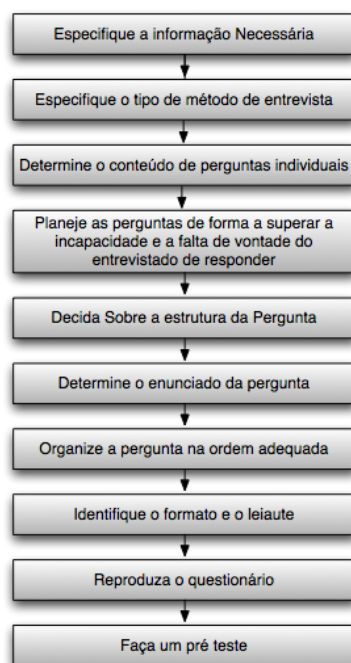 Especifique a informação Necessária
Especifique o tipo de método de entrevista
Determine o conteúdo de perguntas individuais
Planeje as perguntas de forma a superar a
incapacidade e a falta de vontade do
entrevistado de responder
Decida Sobre a estrutura da Pergunta
Determine o enunciado da pergunta
Organize a pergunta na ordem adequada
Identifique o formato e o leiaute
Reproduza o questionário
Faça um pré teste